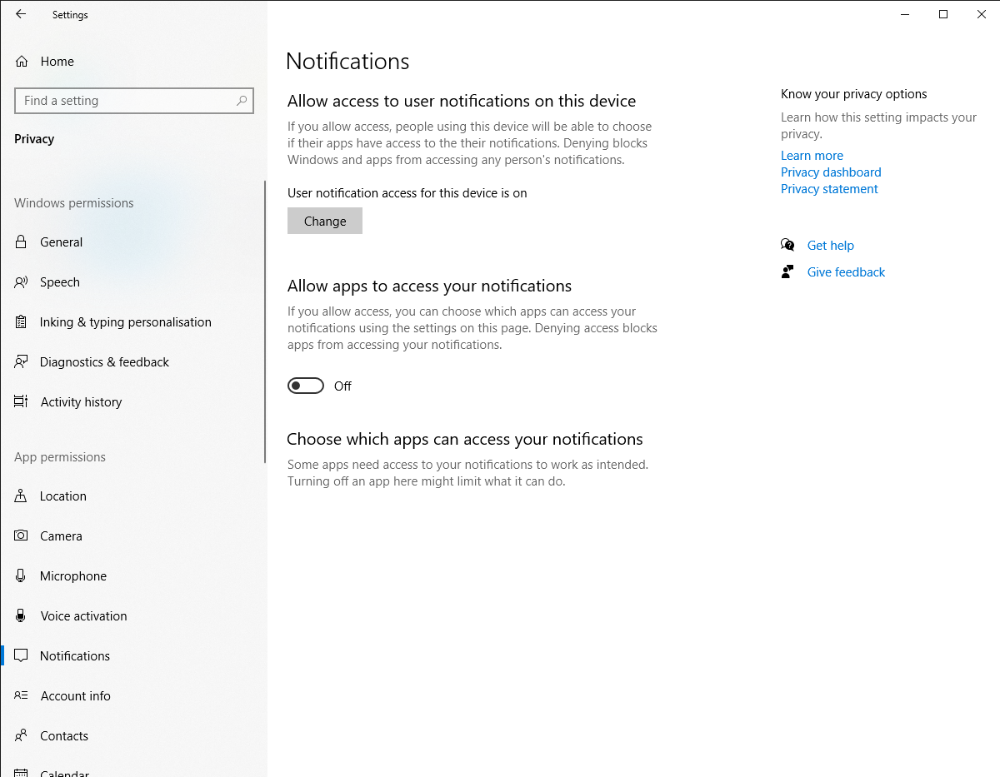 Settings
Home
Find a setting
Privacy
Windows permissions
General
Speech
Inking & typing personalisation
Diagnostics & feedback
Activity history
App permissions
Location
Camera
Microphone
Voice activation
Notifications
Account info
Contacts
Calendar
Notifications
Allow access to user notifications on this device
If you allow access, people using this device will be able to choose
if their apps have access to the their notifications. Denying blocks
Windows and apps from accessing any person's notifications.
User notification access for this device is on
Change
Allow apps to access your notifications
If you allow access, you can choose which apps can access your
notifications using the settings on this page. Denying access blocks
apps from accessing your notifications.
Off
Choose which apps can access your notifications
Some apps need access to your notifications to work as intended.
Turning off an app here might limit what it can do.
Know your privacy options
Learn how this setting impacts your
privacy.
Learn more
Privacy dashboard
Privacy statement
Get help
Give feedback